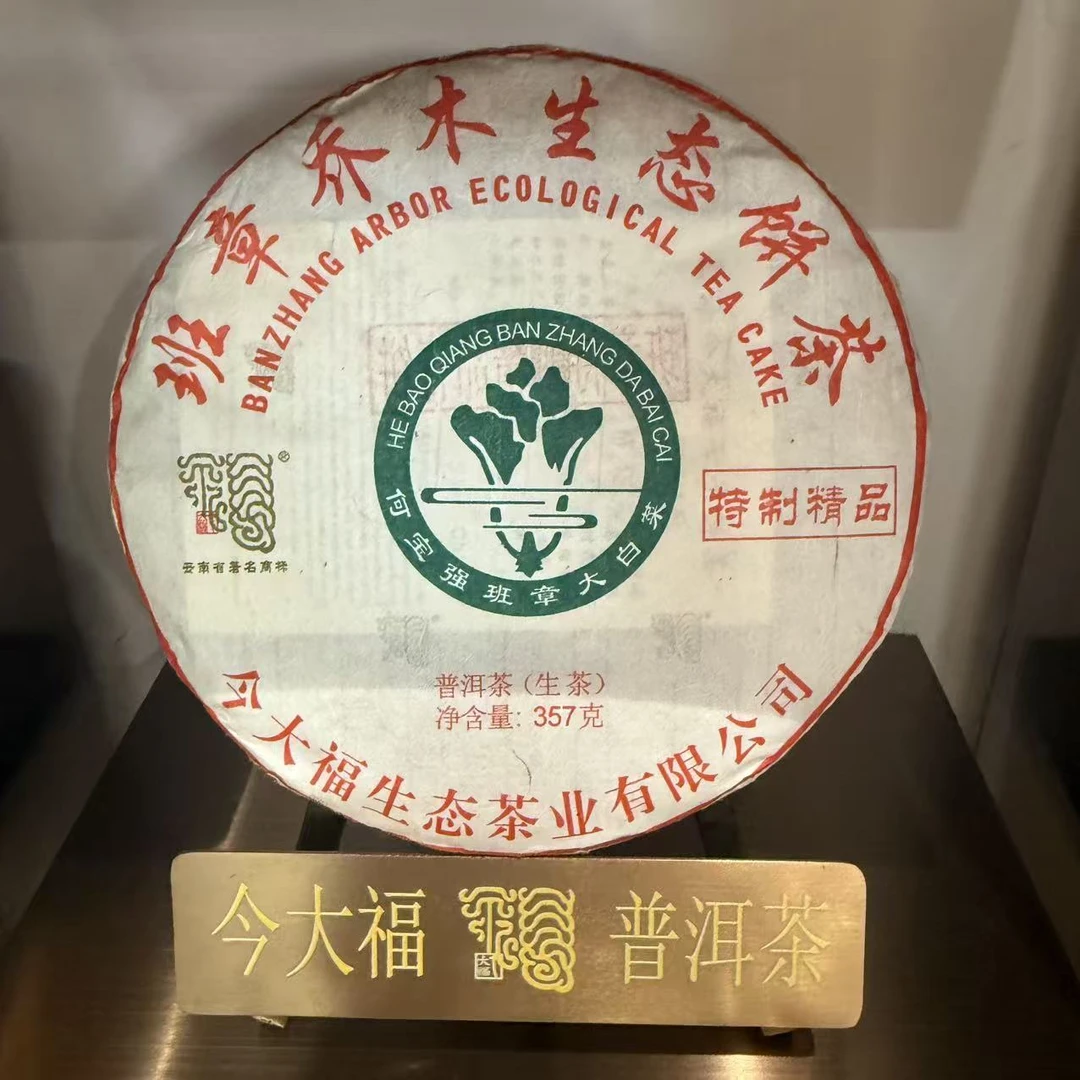 班章乔木生态饼茶
BANZHANG ARBOR ECOLOGICAL TEA CAKE
HE BAO QIANG BAN ZHANG DA BAI CAI
何宝强班章大白菜
云南省著名商标
特制精品
普洱茶（生茶）
净含量：357克
今大福生态茶业有限公司
今大福
大福
普洱茶